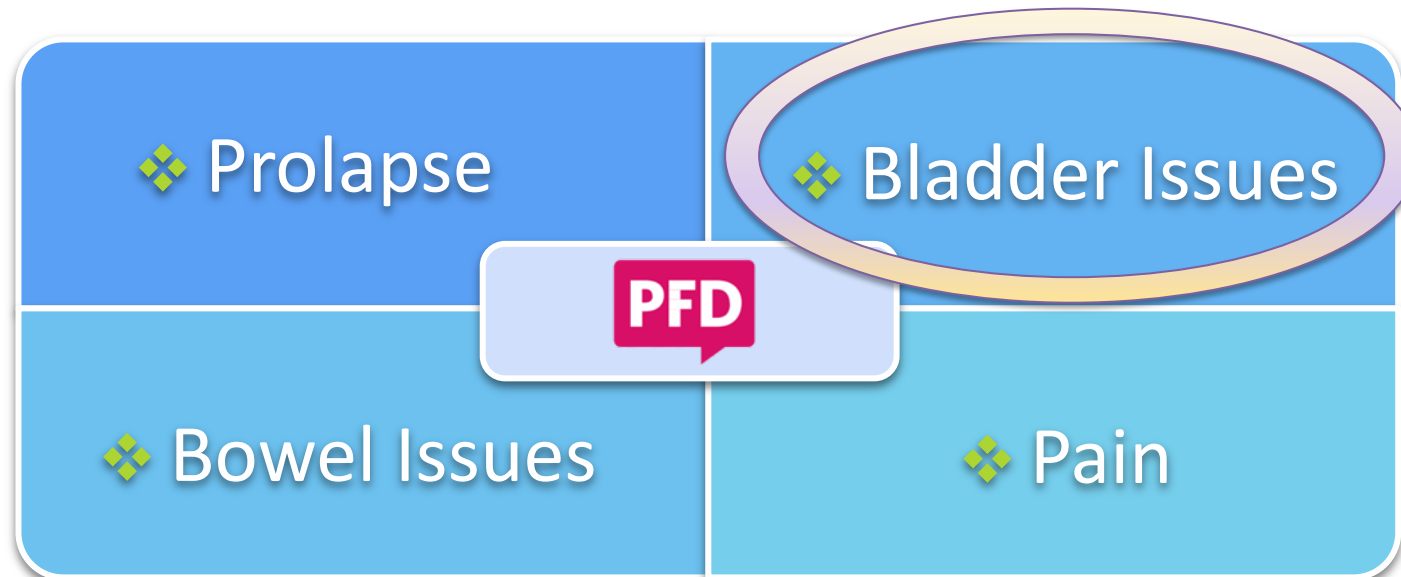 ❖ Prolapse
❖ Bladder Issues
PFD
❖ Bowel Issues
❖ Pain